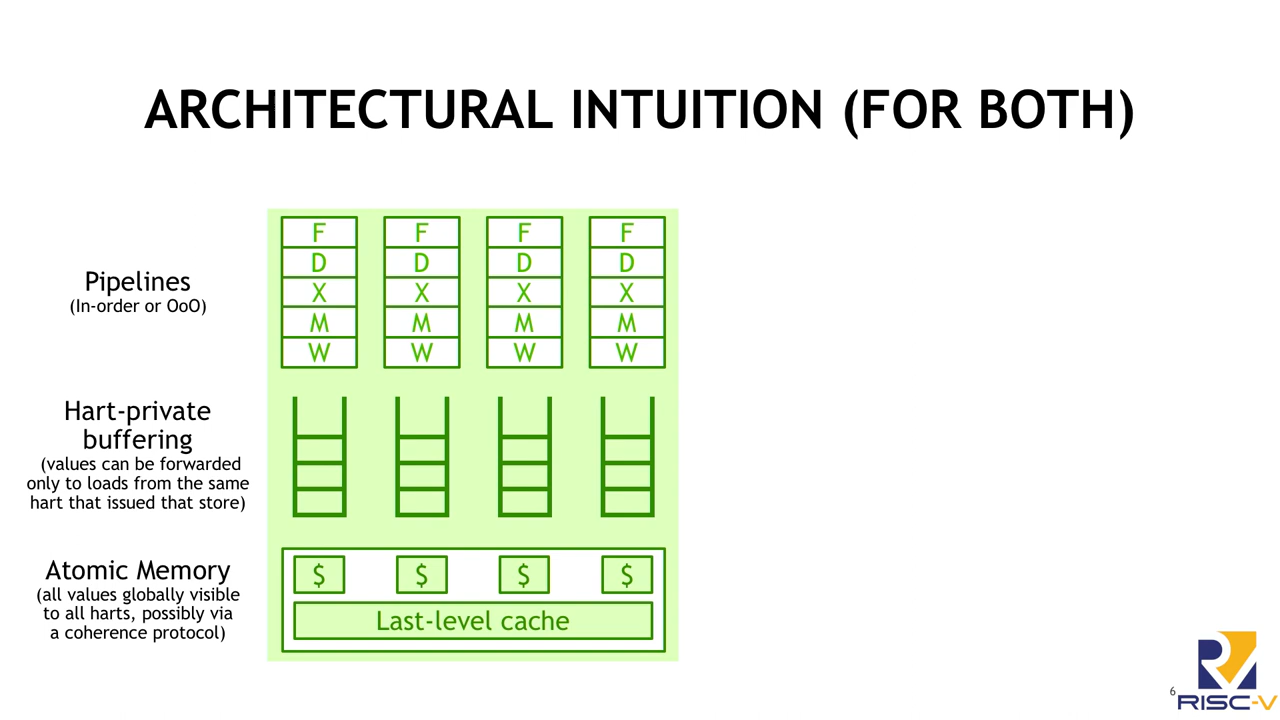 ARCHITECTURAL INTUITION (FOR BOTH)
Pipelines
(In-order or OoO)
F F F F
D D D D
X X X X
M M M M
W W W W
Hart-private
buffering
(values can be forwarded
only to loads from the same
hart that issued that store)
Atomic Memory
(all values globally visible
to all harts, possibly via
a coherence protocol)
$ $ $ $
Last-level cache
6
RISC-V